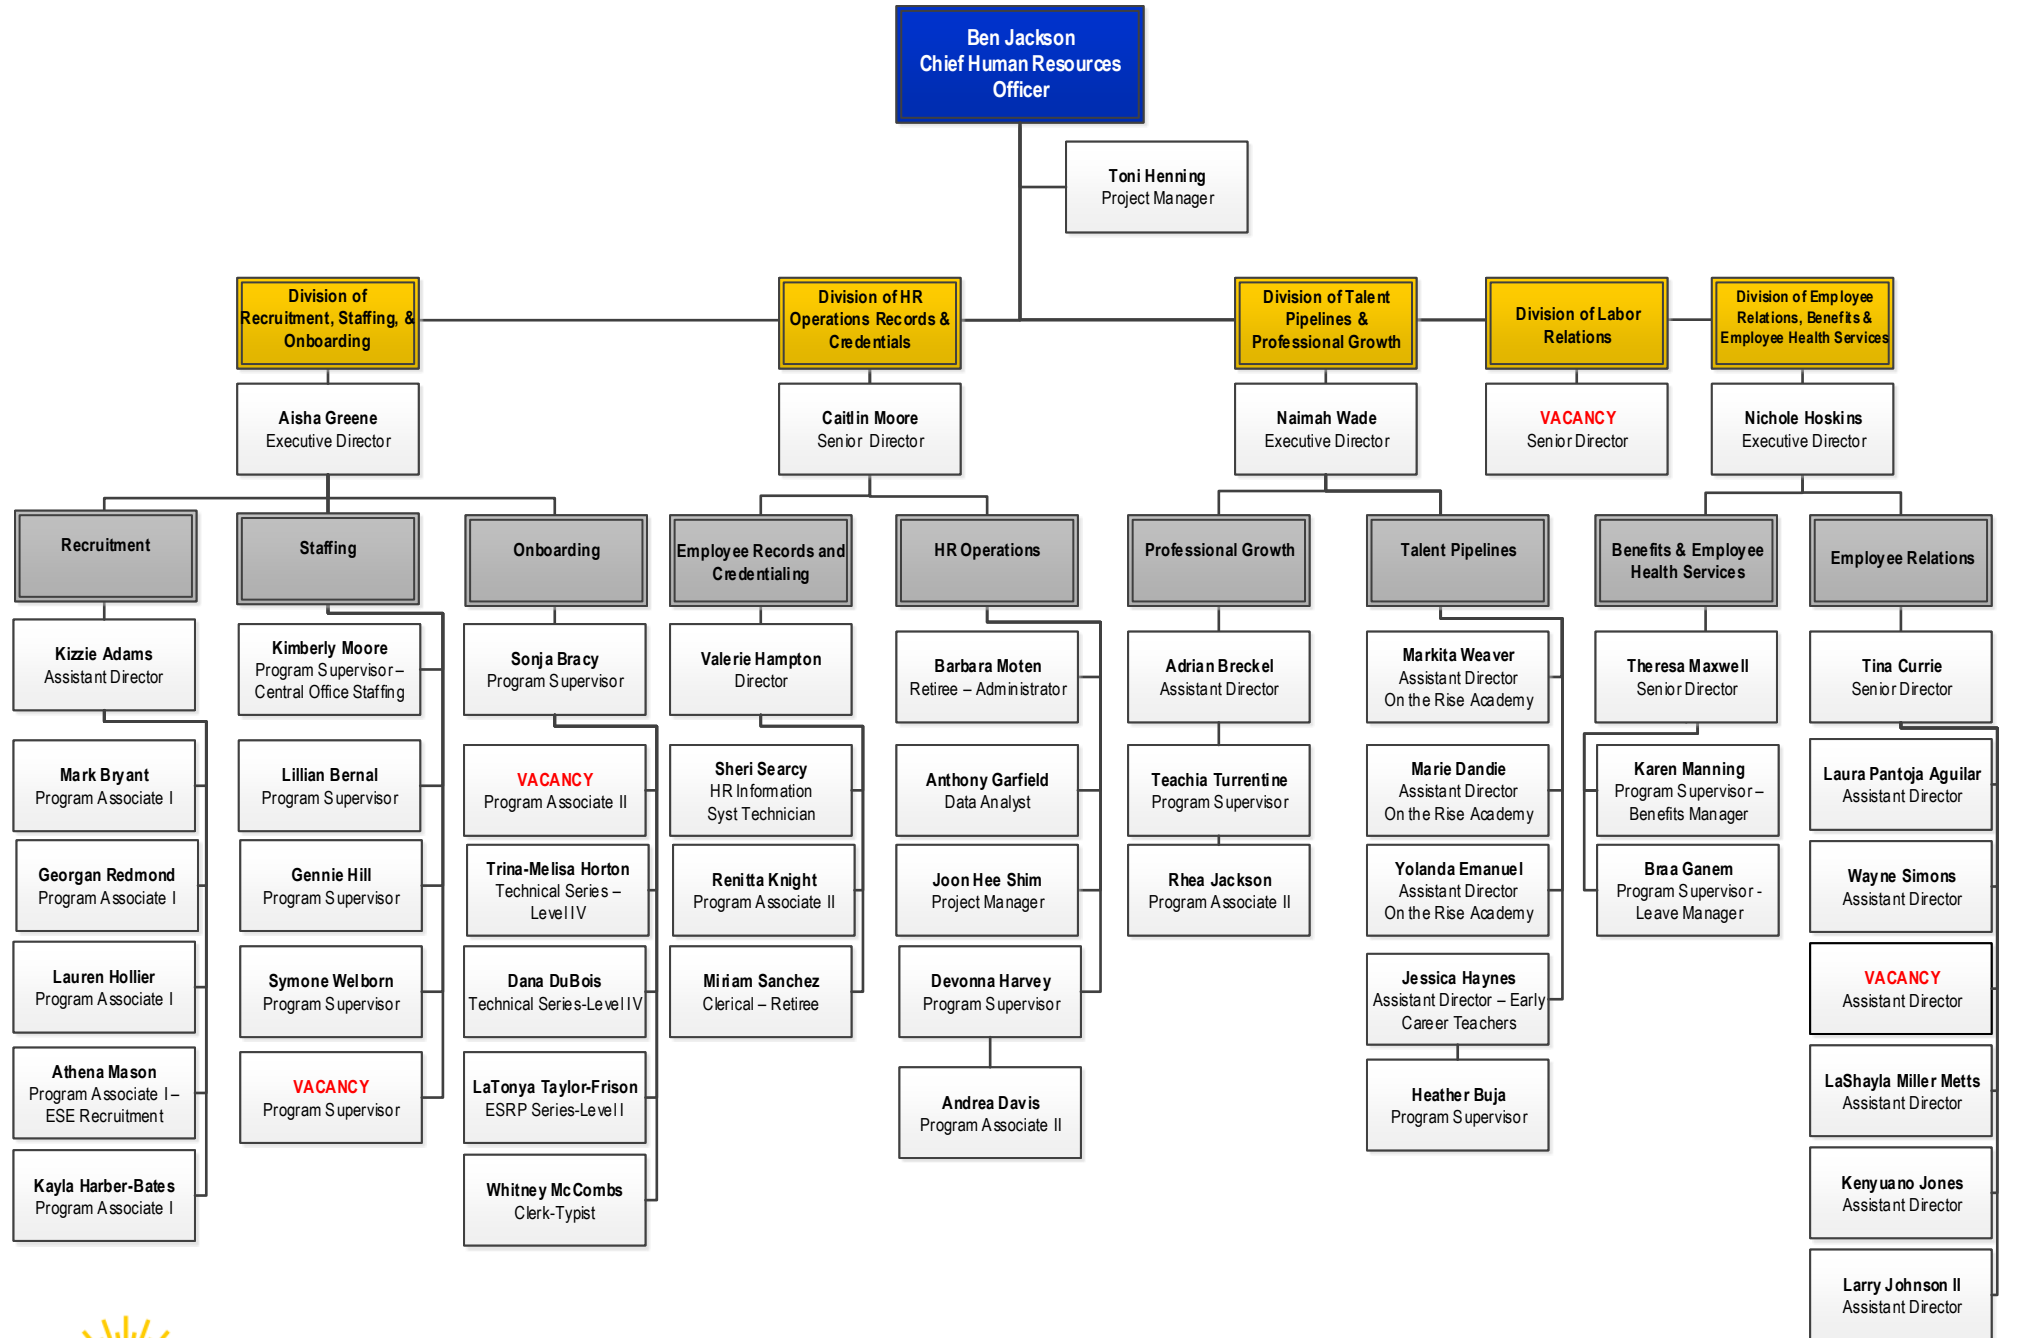 Ben Jackson
Chief Human Resources
Officer
Toni Henning
Project Manager
Division of
Recruitment, Staffing, &
Onboarding
Division of HR
Operations Records &
Credentials
Division of Talent
Pipelines &
Professional Growth
Division of Labor
Relations
Division of Employee
Relations, Benefits &
Employee Health Services
Aisha Greene
Executive Director
Caitlin Moore
Senior Director
Naimah Wade
Executive Director
VACANCY
Senior Director
Nichole Hoskins
Executive Director
Recruitment
Staffing
Onboarding
Employee Records and
Credentialing
HR Operations
Professional Growth
Talent Pipelines
Benefits & Employee
Health Services
Employee Relations
Kizzie Adams
Assistant Director
Mark Bryant
Program Associate I
Georgan Redmond
Program Associate I
Lauren Hollier
Program Associate I
Athena Mason
Program Associate I –
ESE Recruitment
Kayla Harber-Bates
Program Associate I
Kimberly Moore
Program Supervisor –
Central Office Staffing
Lillian Bernal
Program Supervisor
Gennie Hill
Program Supervisor
Symone Welborn
Program Supervisor
VACANCY
Program Supervisor
Sonja Bracy
Program Supervisor
VACANCY
Program Associate II
Trina-Melisa Horton
Technical Series –
Level IV
Dana DuBois
Technical Series-Level IV
LaTonya Taylor-Frison
ESRP Series-Level I
Whitney McCombs
Clerk-Typist
Valerie Hampton
Director
Sheri Searcy
HR Information
Syst Technician
Renitta Knight
Program Associate II
Miriam Sanchez
Clerical – Retiree
Barbara Moten
Retiree – Administrator
Anthony Garfield
Data Analyst
Joon Hee Shim
Project Manager
Devonna Harvey
Program Supervisor
Andrea Davis
Program Associate II
Adrian Breckel
Assistant Director
Teachia Turrentine
Program Supervisor
Rhea Jackson
Program Associate II
Markita Weaver
Assistant Director
On the Rise Academy
Marie Dandie
Assistant Director
On the Rise Academy
Yolanda Emanuel
Assistant Director
On the Rise Academy
Jessica Haynes
Assistant Director – Early
Career Teachers
Heather Buja
Program Supervisor
Theresa Maxwell
Senior Director
Karen Manning
Program Supervisor –
Benefits Manager
Braa Ganem
Program Supervisor -
Leave Manager
Tina Currie
Senior Director
Laura Pantoja Aguilar
Assistant Director
Wayne Simons
Assistant Director
VACANCY
Assistant Director
LaShayla Miller Metts
Assistant Director
Kenyuano Jones
Assistant Director
Larry Johnson II
Assistant Director